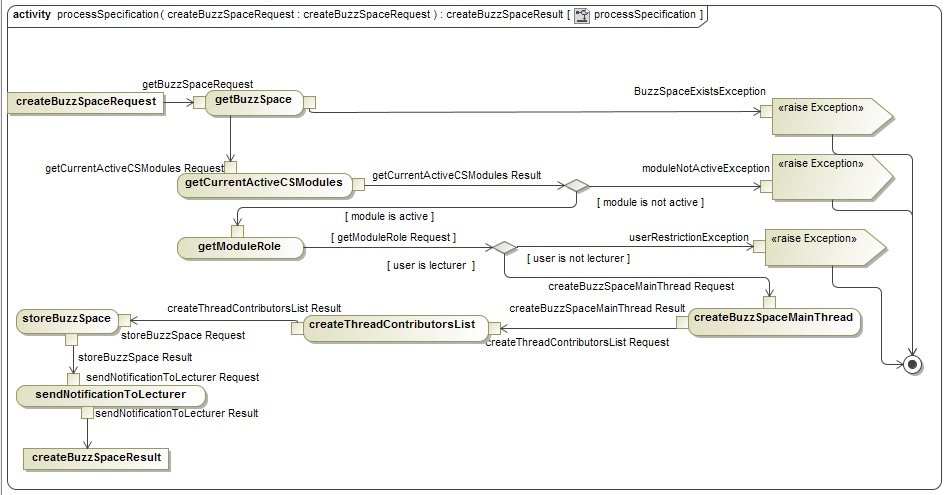 activity processSpecification( createBuzzSpaceRequest : createBuzzSpaceRequest ) : createBuzzSpaceResult [ processSpecification ]
getBuzzSpaceRequest
createBuzzSpaceRequest
getBuzzSpace
BuzzSpaceExistsException
«raise Exception»
getCurrentActiveCSModules Request
getCurrentActiveCSModules
getCurrentActiveCSModules Result
moduleNotActiveException
«raise Exception»
[ module is active ]
[ module is not active ]
getModuleRole
[ getModuleRole Request ]
userRestrictionException
«raise Exception»
[ user is lecturer ]
[ user is not lecturer ]
createBuzzSpaceMainThread Request
createBuzzSpaceMainThread
createBuzzSpaceMainThread Result
createThreadContributorsList Request
createThreadContributorsList
createThreadContributorsList Result
storeBuzzSpace
storeBuzzSpace Request
storeBuzzSpace Result
sendNotificationToLecturer Request
sendNotificationToLecturer
sendNotificationToLecturer Result
createBuzzSpaceResult